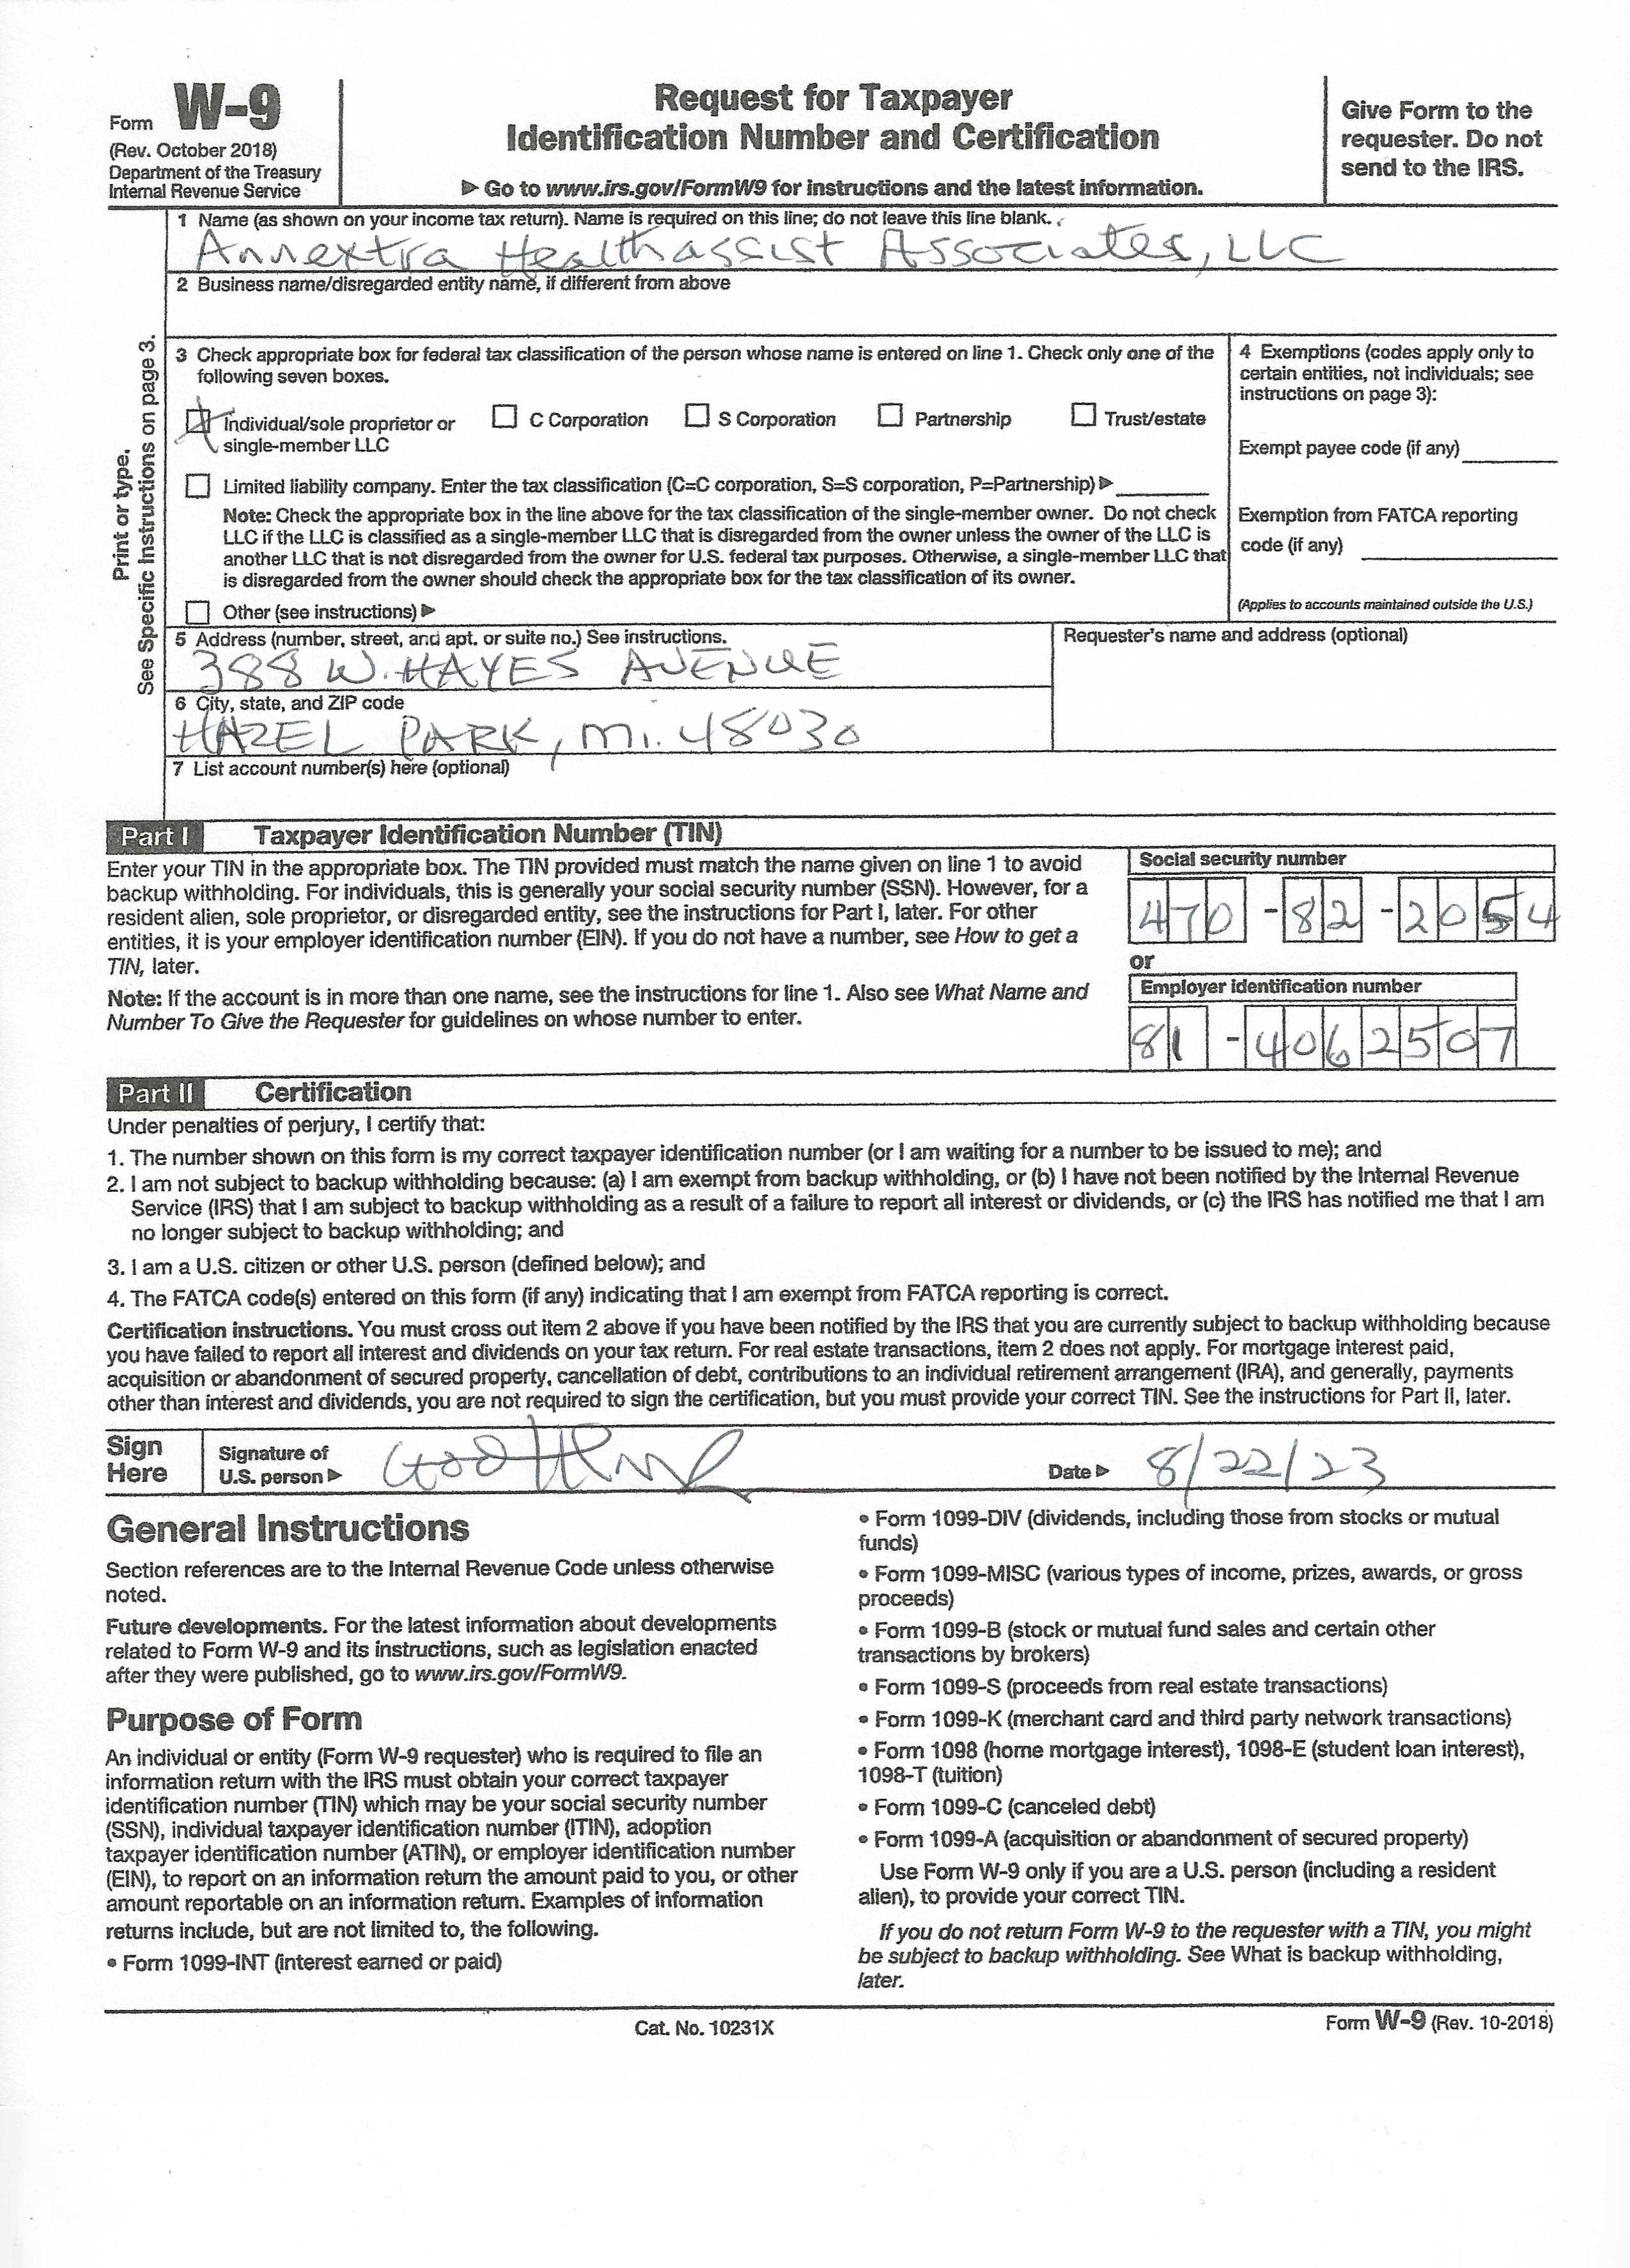 Form W-9
(Rev. October 2018)
Department of the Treasury
Internal Revenue Service
Request for Taxpayer
Identification Number and Certification
▶ Go to www.irs.gov/FormW9 for instructions and the latest information.
Give Form to the
requester. Do not
send to the IRS.
Print or type.
See Specific Instructions on page 3.
1 Name (as shown on your income tax return). Name is required on this line; do not leave this line blank.
Annextra Healthassist Associates, LLC
2 Business name/disregarded entity name, if different from above
3 Check appropriate box for federal tax classification of the person whose name is entered on line 1. Check only one of the
following seven boxes.
Individual/sole proprietor or
single-member LLC
C Corporation
S Corporation
Partnership
Trust/estate
Limited liability company. Enter the tax classification (C=C corporation, S=S corporation, P=Partnership) ▶
Note: Check the appropriate box in the line above for the tax classification of the single-member owner. Do not check
LLC if the LLC is classified as a single-member LLC that is disregarded from the owner unless the owner of the LLC is
another LLC that is not disregarded from the owner for U.S. federal tax purposes. Otherwise, a single-member LLC that
is disregarded from the owner should check the appropriate box for the tax classification of its owner.
Other (see instructions) ▶
4 Exemptions (codes apply only to
certain entities, not individuals; see
instructions on page 3):
Exempt payee code (if any)
Exemption from FATCA reporting
code (if any)
(Applies to accounts maintained outside the U.S.)
5 Address (number, street, and apt. or suite no.) See instructions.
388 W. HAYES AVENUE
Requester's name and address (optional)
6 City, state, and ZIP code
HAZEL PARK, Mi. 48030
7 List account number(s) here (optional)
Part I Taxpayer Identification Number (TIN)
Enter your TIN in the appropriate box. The TIN provided must match the name given on line 1 to avoid
backup withholding. For individuals, this is generally your social security number (SSN). However, for a
resident alien, sole proprietor, or disregarded entity, see the instructions for Part I, later. For other
entities, it is your employer identification number (EIN). If you do not have a number, see How to get a
TIN, later.
Note: If the account is in more than one name, see the instructions for line 1. Also see What Name and
Number To Give the Requester for guidelines on whose number to enter.
Social security number
470-82-2054
or
Employer identification number
81-4062507
Part II Certification
Under penalties of perjury, I certify that:
1. The number shown on this form is my correct taxpayer identification number (or I am waiting for a number to be issued to me); and
2. I am not subject to backup withholding because: (a) I am exempt from backup withholding, or (b) I have not been notified by the Internal Revenue
Service (IRS) that I am subject to backup withholding as a result of a failure to report all interest or dividends, or (c) the IRS has notified me that I am
no longer subject to backup withholding; and
3. I am a U.S. citizen or other U.S. person (defined below); and
4. The FATCA code(s) entered on this form (if any) indicating that I am exempt from FATCA reporting is correct.
Certification instructions. You must cross out item 2 above if you have been notified by the IRS that you are currently subject to backup withholding because
you have failed to report all interest and dividends on your tax return. For real estate transactions, item 2 does not apply. For mortgage interest paid,
acquisition or abandonment of secured property, cancellation of debt, contributions to an individual retirement arrangement (IRA), and generally, payments
other than interest and dividends, you are not required to sign the certification, but you must provide your correct TIN. See the instructions for Part II, later.
Sign
Here
Signature of
U.S. person ▶
Date ▶ 8/22/23
General Instructions
Section references are to the Internal Revenue Code unless otherwise
noted.
Future developments. For the latest information about developments
related to Form W-9 and its instructions, such as legislation enacted
after they were published, go to www.irs.gov/FormW9.
Purpose of Form
An individual or entity (Form W-9 requester) who is required to file an
information return with the IRS must obtain your correct taxpayer
identification number (TIN) which may be your social security number
(SSN), individual taxpayer identification number (ITIN), adoption
taxpayer identification number (ATIN), or employer identification number
(EIN), to report on an information return the amount paid to you, or other
amount reportable on an information return. Examples of information
returns include, but are not limited to, the following.
• Form 1099-INT (interest earned or paid)
• Form 1099-DIV (dividends, including those from stocks or mutual
funds)
• Form 1099-MISC (various types of income, prizes, awards, or gross
proceeds)
• Form 1099-B (stock or mutual fund sales and certain other
transactions by brokers)
• Form 1099-S (proceeds from real estate transactions)
• Form 1099-K (merchant card and third party network transactions)
• Form 1098 (home mortgage interest), 1098-E (student loan interest),
1098-T (tuition)
• Form 1099-C (canceled debt)
• Form 1099-A (acquisition or abandonment of secured property)
Use Form W-9 only if you are a U.S. person (including a resident
alien), to provide your correct TIN.
If you do not return Form W-9 to the requester with a TIN, you might
be subject to backup withholding. See What is backup withholding,
later.
Cat. No. 10231X
Form W-9 (Rev. 10-2018)